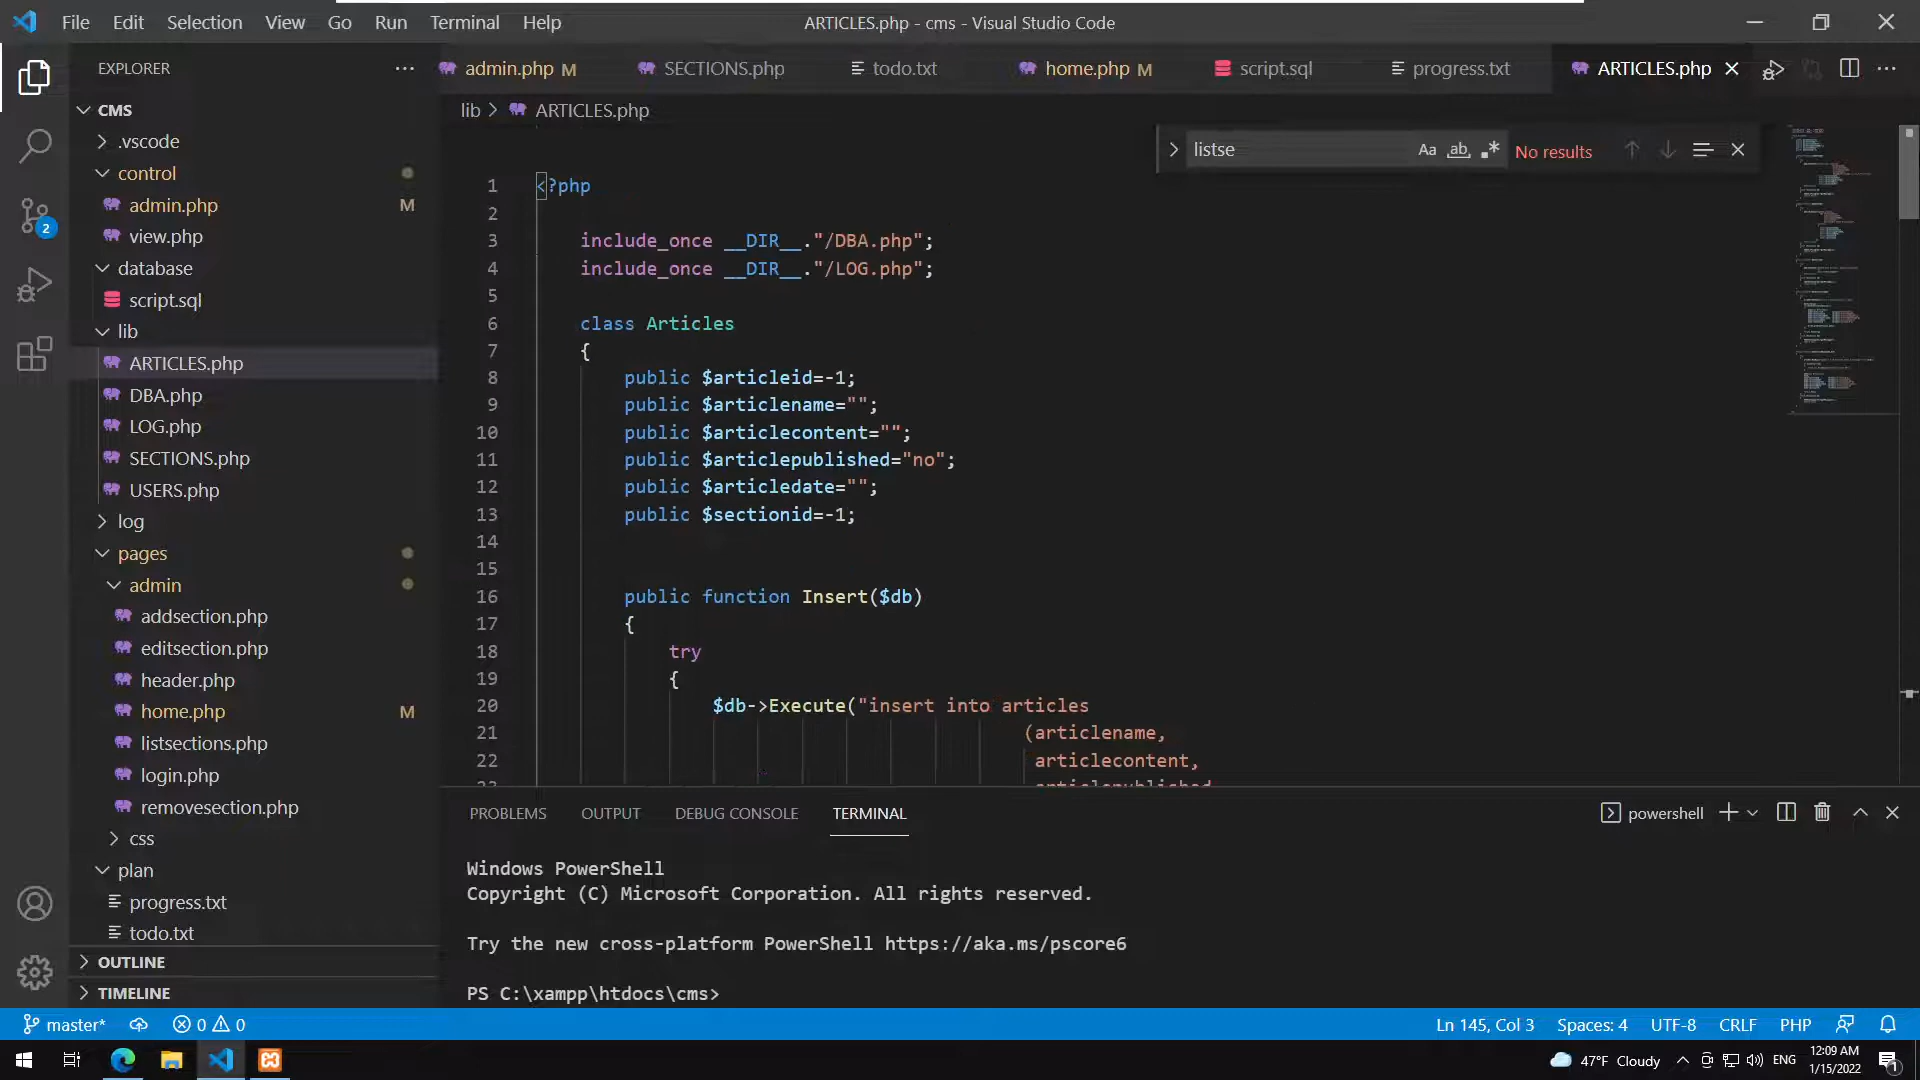 File Edit Selection View Go Run Terminal Help
ARTICLES.php - cms - Visual Studio Code
EXPLORER
CMS
.vscode
control
admin.php M
view.php
database
script.sql
lib
ARTICLES.php
DBA.php
LOG.php
SECTIONS.php
USERS.php
log
pages
admin
addsection.php
editsection.php
header.php
home.php M
listsections.php
login.php
removesection.php
css
plan
progress.txt
todo.txt
OUTLINE
TIMELINE
2
admin.php M SECTIONS.php todo.txt home.php M script.sql progress.txt ARTICLES.php
lib > ARTICLES.php
listse Aa ab No results
1 <?php
2
3 include_once __DIR__."/DBA.php";
4 include_once __DIR__."/LOG.php";
5
6 class Articles
7 {
8 public $articleid=-1;
9 public $articlename="";
10 public $articlecontent="";
11 public $articlepublished="no";
12 public $articledate="";
13 public $sectionid=-1;
14
15
16 public function Insert($db)
17 {
18 try
19 {
20 $db->Execute("insert into articles
21 (articlename,
22 articlecontent,
23 articlepublished
PROBLEMS OUTPUT DEBUG CONSOLE TERMINAL
powershell
Windows PowerShell
Copyright (C) Microsoft Corporation. All rights reserved.
Try the new cross-platform PowerShell https://aka.ms/pscore6
PS C:\xampp\htdocs\cms>
master* 0 0
Ln 145, Col 3 Spaces: 4 UTF-8 CRLF PHP
47°F Cloudy ENG 12:09 AM
1/15/2022
1